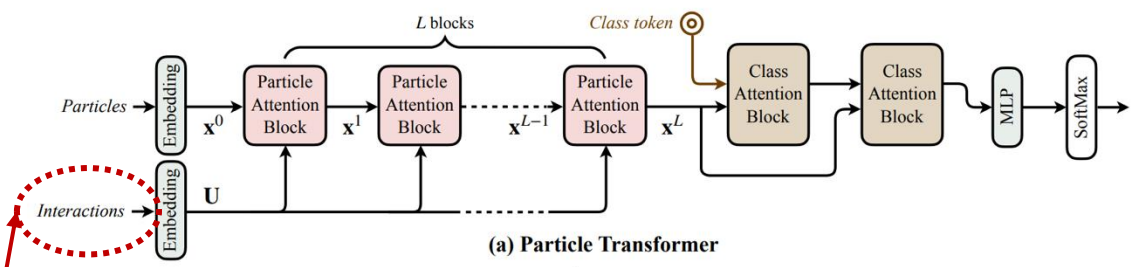 L blocks
Class token
Particles
Embedding
x⁰
Particle
Attention
Block
x¹
Particle
Attention
Block
xᴸ⁻¹
Particle
Attention
Block
xᴸ
Class
Attention
Block
Class
Attention
Block
MLP
SoftMax
Interactions
Embedding
U
(a) Particle Transformer